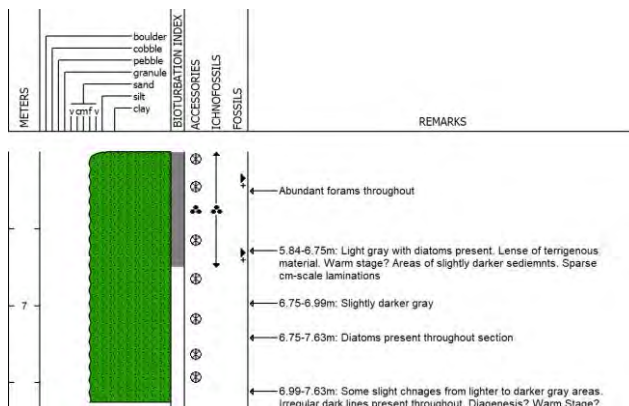 boulder
cobble
pebble
granule
sand
silt
clay
v cmf v
METERS
BIOTURBATION INDEX
ACCESSORIES
ICHNOFOSSILS
FOSSILS
REMARKS
Abundant forams throughout
5.84-6.75m: Light gray with diatoms present. Lense of terrigenous
material. Warm stage? Areas of slightly darker sediemnts. Sparse
cm-scale laminations
7
6.75-6.99m: Slightly darker gray
6.75-7.63m: Diatoms present throughout section
6.99-7.63m: Some slight chnages from lighter to darker gray areas.
Irregular dark lines present throughout. Diagenesis? Warm Stage?